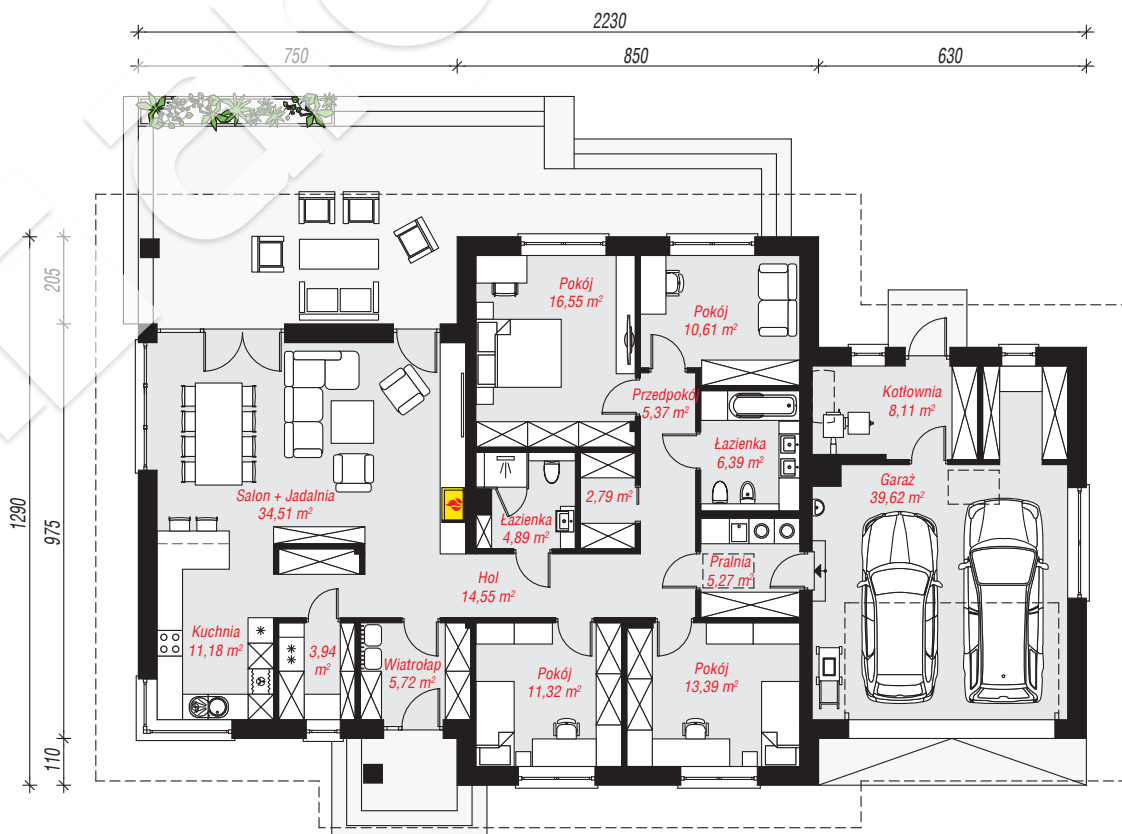 2230
750
850
630
205
1290
975
110
Pokój
16,55 m²
Pokój
10,61 m²
Przedpokój
5,37 m²
Kotłownia
8,11 m²
Łazienka
6,39 m²
Salon + Jadalnia
34,51 m²
Łazienka
4,89 m²
2,79 m²
Garaż
39,62 m²
Hol
14,55 m²
Pralnia
5,27 m²
Kuchnia
11,18 m²
3,94
m²
Wiatrołap
5,72 m²
Pokój
11,32 m²
Pokój
13,39 m²